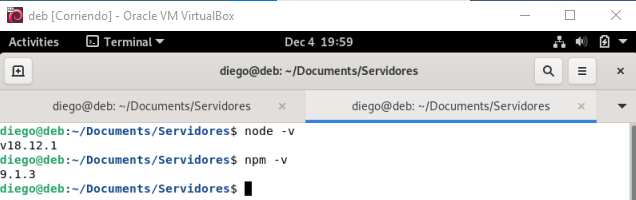 deb [Corriendo] - Oracle VM VirtualBox
Activities Terminal Dec 4 19:59
diego@deb: ~/Documents/Servidores
diego@deb: ~/Documents/Servidores diego@deb: ~/Documents/Servidores
diego@deb:~/Documents/Servidores$ node -v
v18.12.1
diego@deb:~/Documents/Servidores$ npm -v
9.1.3
diego@deb:~/Documents/Servidores$